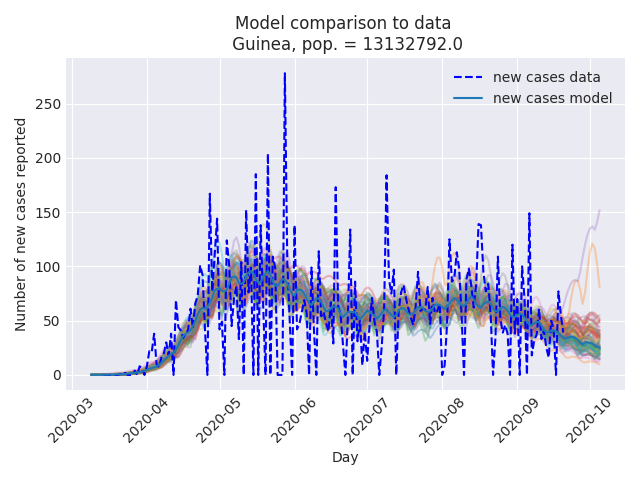 Model comparison to data
Guinea, pop. = 13132792.0
new cases data
new cases model
Number of new cases reported
250
200
150
100
50
0
2020-03
2020-04
2020-05
2020-06
2020-07
2020-08
2020-09
2020-10
Day